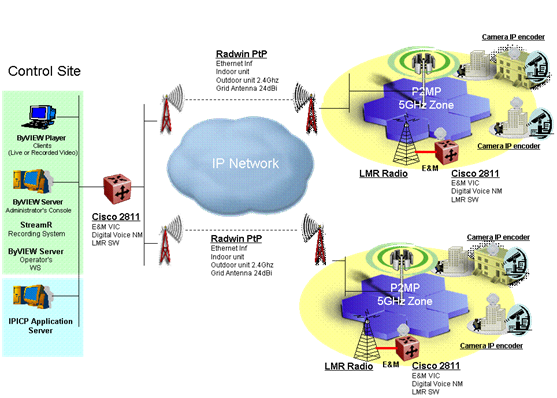 Control Site
ByVIEW Player
Clients
(Live or Recorded Video)
ByVIEW Server
Administrator's Console
StreamR
Recording System
ByVIEW Server
Operator's
WS
IPICP Application
Server
Cisco 2811
E&M VIC
Digital Voice NM
LMR SW
Radwin PtP
Ethernet Inf
Indoor unit
Outdoor unit 2.4Ghz
Grid Antenna 24dBi
IP Network
Radwin PtP
Ethernet Inf
Indoor unit
Outdoor unit 2.4Ghz
Grid Antenna 24dBi
Camera IP encoder
P2MP
5GHz Zone
Camera IP encoder
E&M
LMR Radio
Cisco 2811
E&M VIC
Digital Voice NM
LMR SW
P2MP
5GHz Zone
Camera IP encoder
LMR Radio
E&M
Cisco 2811
E&M VIC
Digital Voice NM
LMR SW